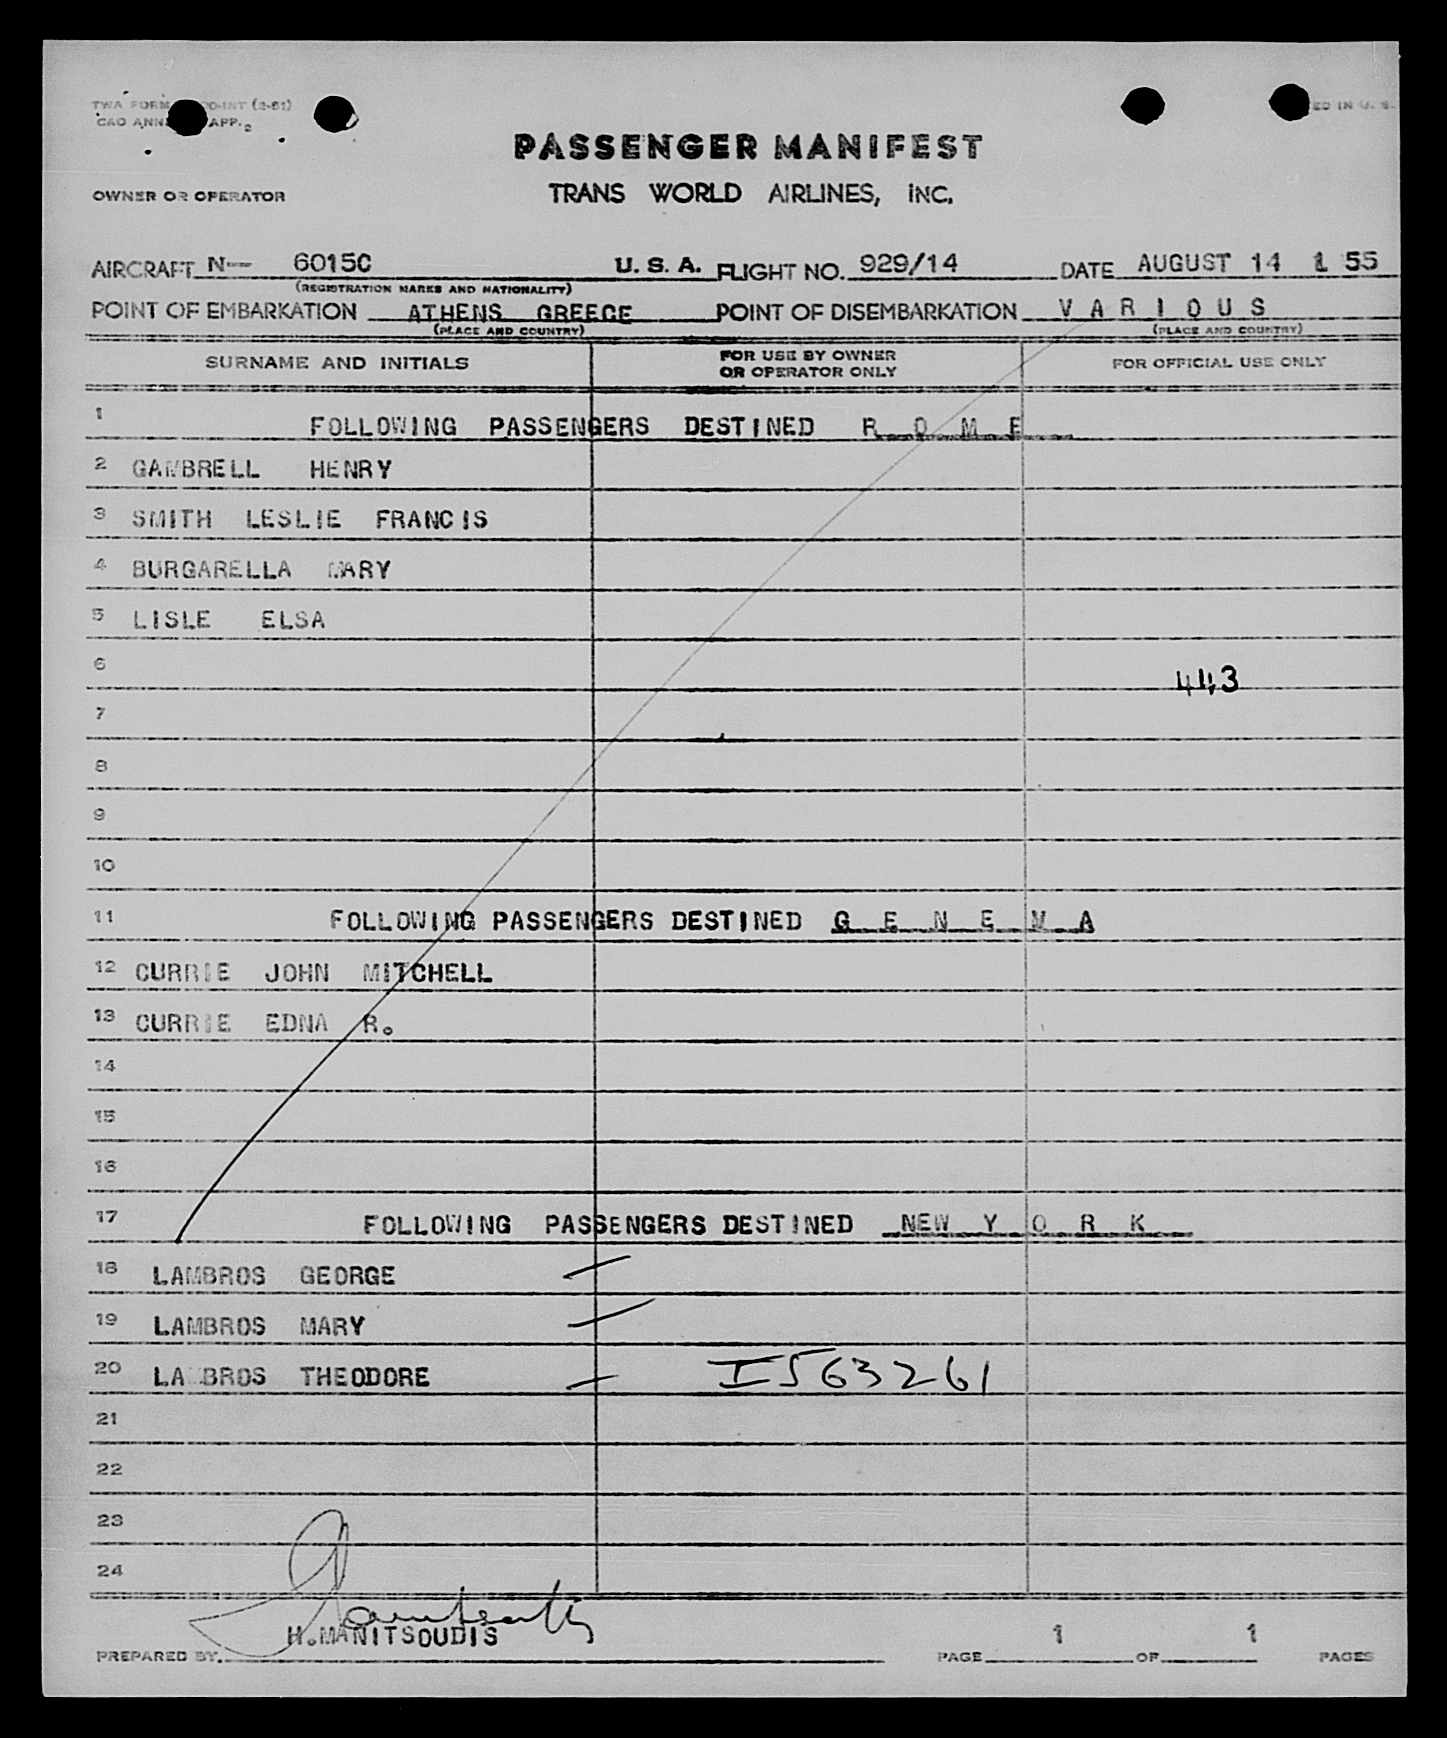 TWA FORM
CAO ANN APP. 2
PASSENGER MANIFEST
TRANS WORLD AIRLINES, INC.
OWNER OR OPERATOR
AIRCRAFT N-- 6015C U. S. A. FLIGHT NO. 929/14 DATE AUGUST 14 1 55
(REGISTRATION MARKS AND NATIONALITY)
POINT OF EMBARKATION ATHENS GREECE POINT OF DISEMBARKATION V A R I O U S
(PLACE AND COUNTRY) (PLACE AND COUNTRY)
SURNAME AND INITIALS FOR USE BY OWNER OR OPERATOR ONLY FOR OFFICIAL USE ONLY
1 FOLLOWING PASSENGERS DESTINED R O M E
2 GAMBRELL HENRY
3 SMITH LESLIE FRANCIS
4 BURGARELLA MARY
5 LISLE ELSA
6 443
7
8
9
10
11 FOLLOWING PASSENGERS DESTINED G E N E V A
12 CURRIE JOHN MITCHELL
13 CURRIE EDNA R.
14
15
16
17 FOLLOWING PASSENGERS DESTINED NEW Y O R K
18 LAMBROS GEORGE
19 LAMBROS MARY
20 LAMBROS THEODORE I563261
21
22
23
24
H.MANITSOUDIS
PREPARED BY. PAGE 1 OF 1 PAGES